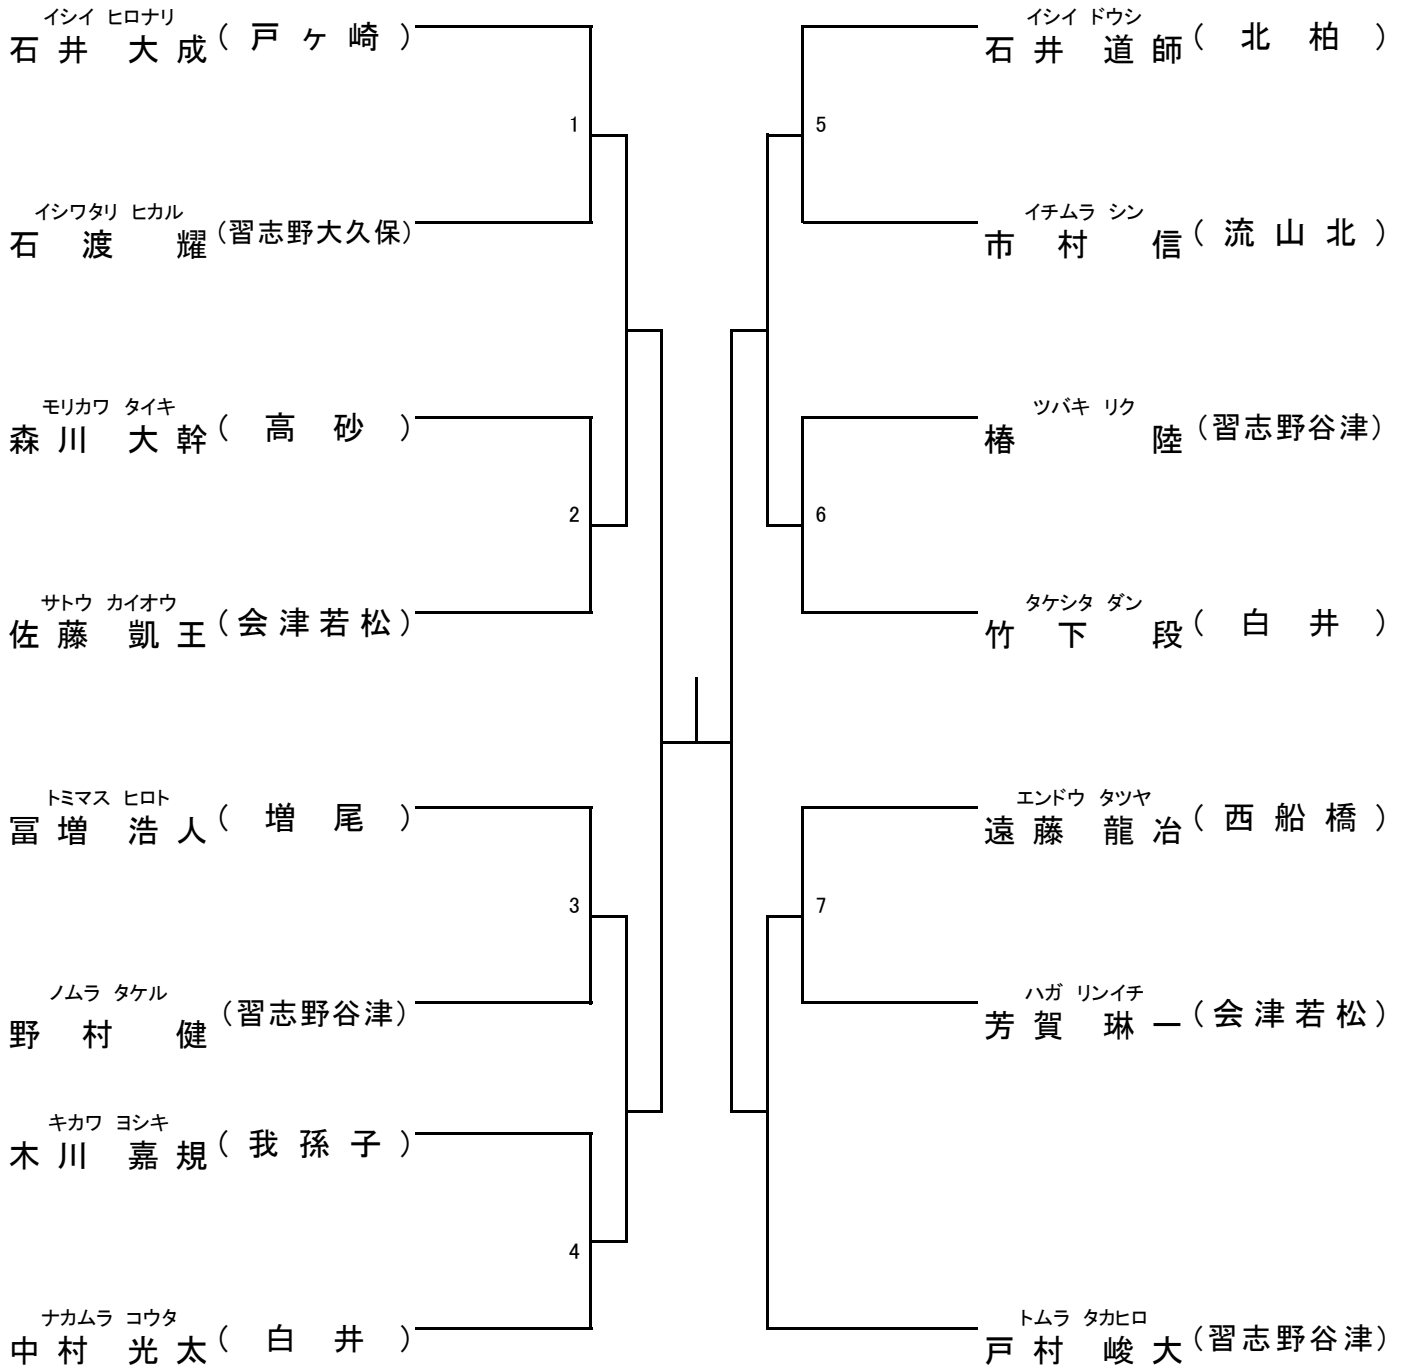 イシイ ヒロナリ
石井 大成 (戸ヶ崎)
1
イシワタリ ヒカル
石渡 耀 (習志野大久保)
モリカワ タイキ
森川 大幹 (高砂)
2
サトウ カイオウ
佐藤 凱王 (会津若松)
トミマス ヒロト
冨増 浩人 (増尾)
3
ノムラ タケル
野村 健 (習志野谷津)
キカワ ヨシキ
木川 嘉規 (我孫子)
4
ナカムラ コウタ
中村 光太 (白井)
イシイ ドウシ
石井 道師 (北柏)
5
イチムラ シン
市村 信 (流山北)
ツバキ リク
椿 陸 (習志野谷津)
6
タケシタ ダン
竹下 段 (白井)
エンドウ タツヤ
遠藤 龍冶 (西船橋)
7
ハガ リンイチ
芳賀 琳一 (会津若松)
トムラ タカヒロ
戸村 峻大 (習志野谷津)